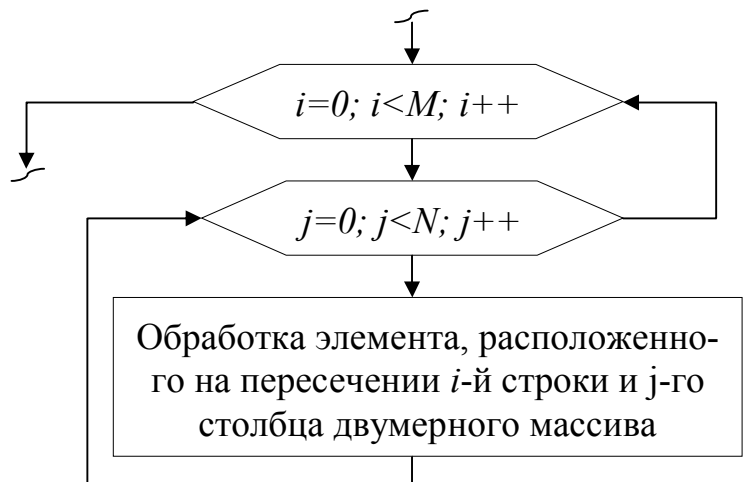 i=0; i<M; i++
j=0; j<N; j++
Обработка элемента, расположенно-
го на пересечении i-й строки и j-го
столбца двумерного массива